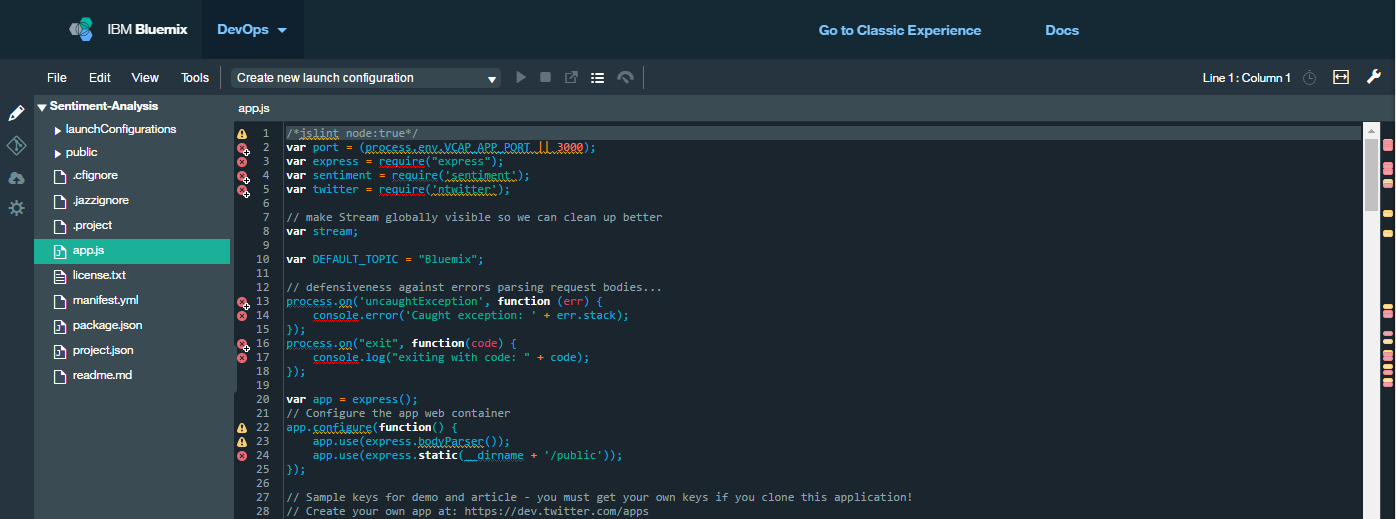 IBM Bluemix DevOps Go to Classic Experience Docs
File Edit View Tools Create new launch configuration Line 1 : Column 1
Sentiment-Analysis
launchConfigurations
public
.cfignore
.jazzignore
.project
app.js
license.txt
manifest.yml
package.json
project.json
readme.md
app.js
1 /*jslint node:true*/
2 var port = (process.env.VCAP_APP_PORT || 3000);
3 var express = require("express");
4 var sentiment = require('sentiment');
5 var twitter = require('ntwitter');
6
7 // make Stream globally visible so we can clean up better
8 var stream;
9
10 var DEFAULT_TOPIC = "Bluemix";
11
12 // defensiveness against errors parsing request bodies...
13 process.on('uncaughtException', function (err) {
14     console.error('Caught exception: ' + err.stack);
15 });
16 process.on("exit", function(code) {
17     console.log("exiting with code: " + code);
18 });
19
20 var app = express();
21 // Configure the app web container
22 app.configure(function() {
23     app.use(express.bodyParser());
24     app.use(express.static(__dirname + '/public'));
25 });
26
27 // Sample keys for demo and article - you must get your own keys if you clone this application!
28 // Create your own app at: https://dev.twitter.com/apps